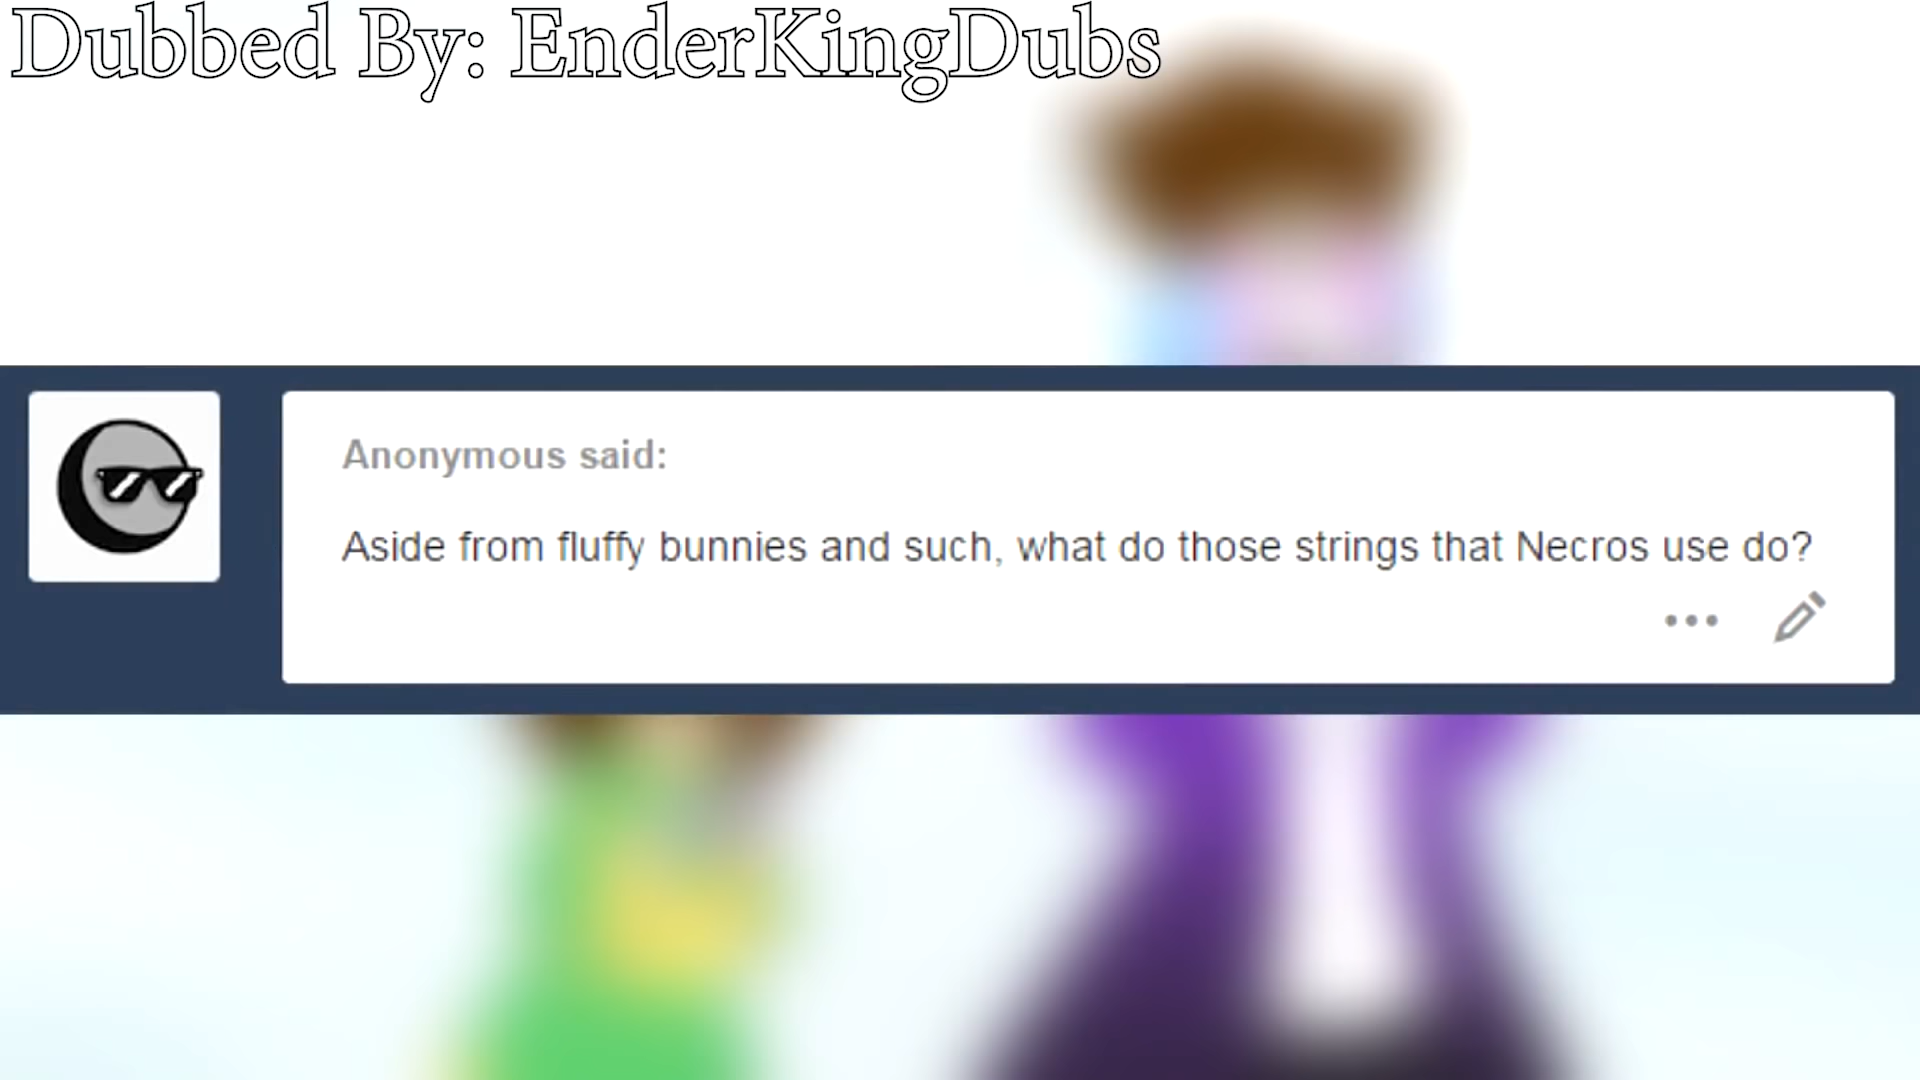 Dubbed By: EnderKingDubs
Anonymous said:
Aside from fluffy bunnies and such, what do those strings that Necros use do?